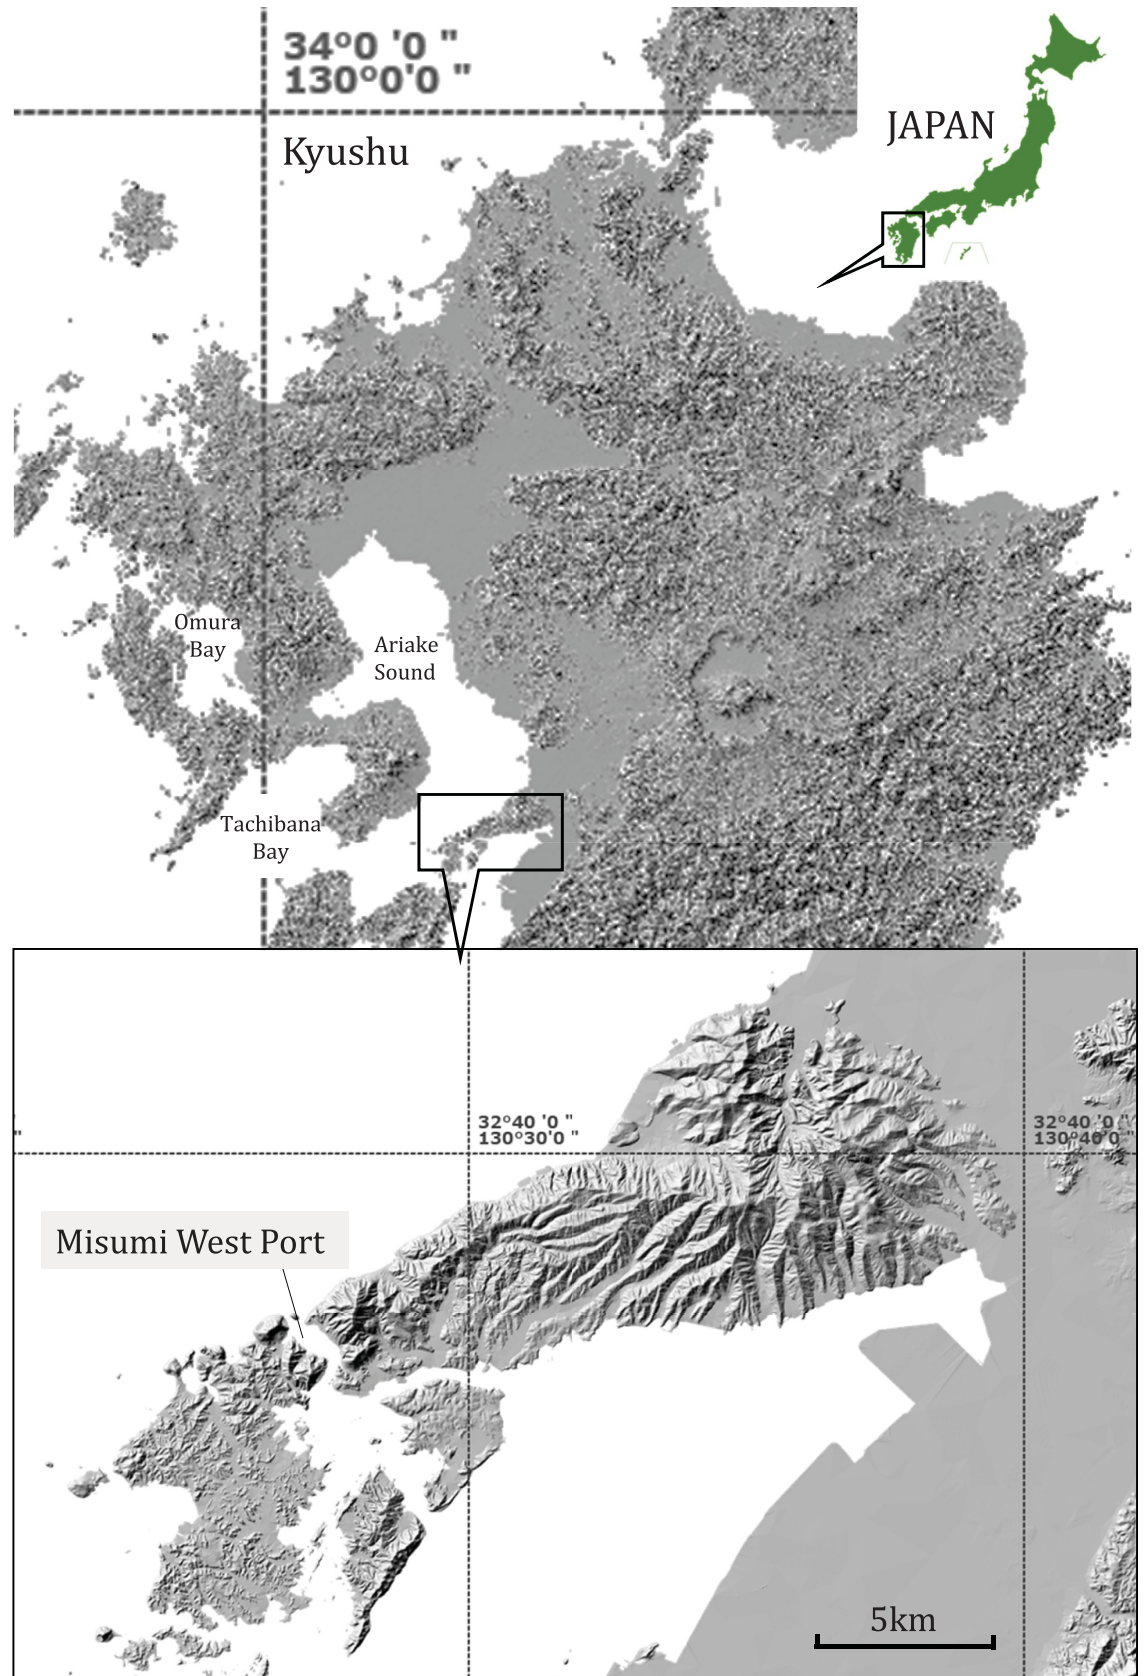 34°0 '0 "
130°0'0 "
JAPAN
Kyushu
Omura
Bay
Ariake
Sound
Tachibana
Bay
32°40 '0 "
130°30'0 "
32°40 '0 "
130°40'0 "
"
Misumi West Port
5km